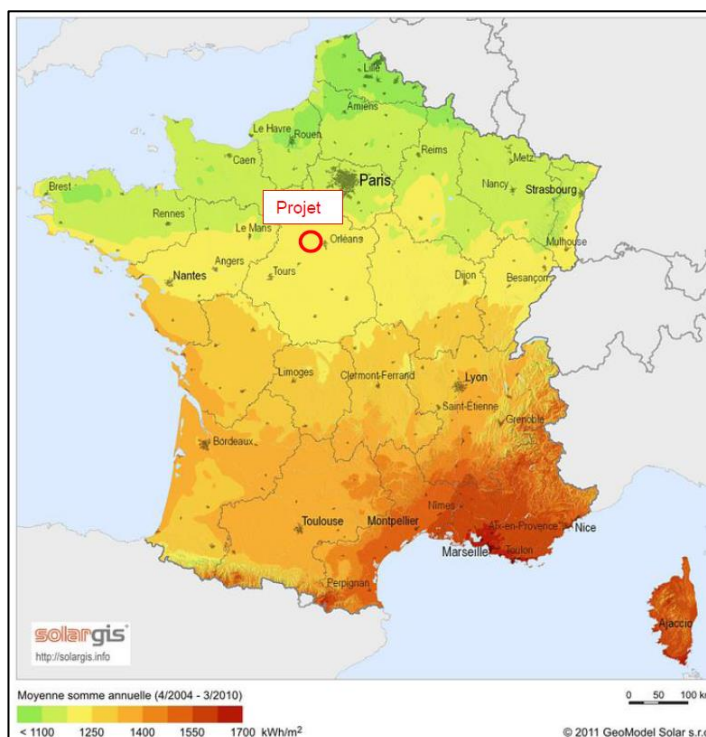 Lille
Amiens
Le Havre
Rouen
Caen
Reims
Metz
Paris
Nancy
Strasbourg
Brest
Projet
Rennes
Le Mans
Orléans
Mulhouse
Angers
Tours
Nantes
Dijon
Besançon
Limoges
Clermont-Ferrand
Lyon
Saint-Étienne
Grenoble
Bordeaux
Nîmes
Toulouse
Montpellier
Aix-en-Provence
Nice
Marseille
Toulon
Perpignan
Ajaccio
solargis
http://solargis.info
Moyenne somme annuelle (4/2004 - 3/2010)
0 50 100 km
< 1100 1250 1400 1550 1700 kWh/m²
© 2011 GeoModel Solar s.r.o.